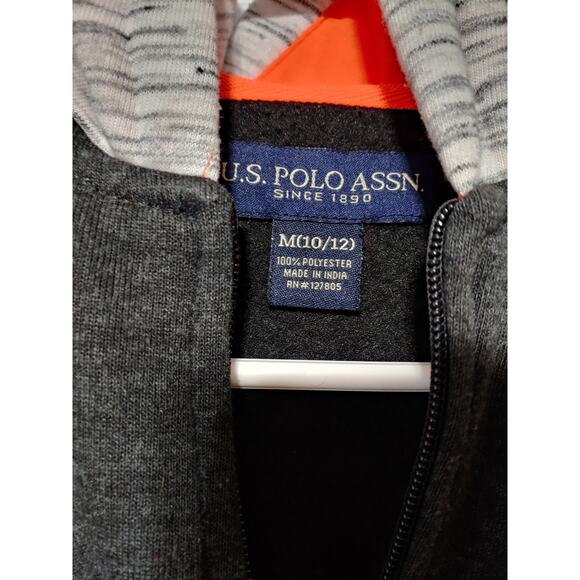 U.S. POLO ASSN.
SINCE 1890
M(10/12)
100% POLYESTER
MADE IN INDIA
RN#127805